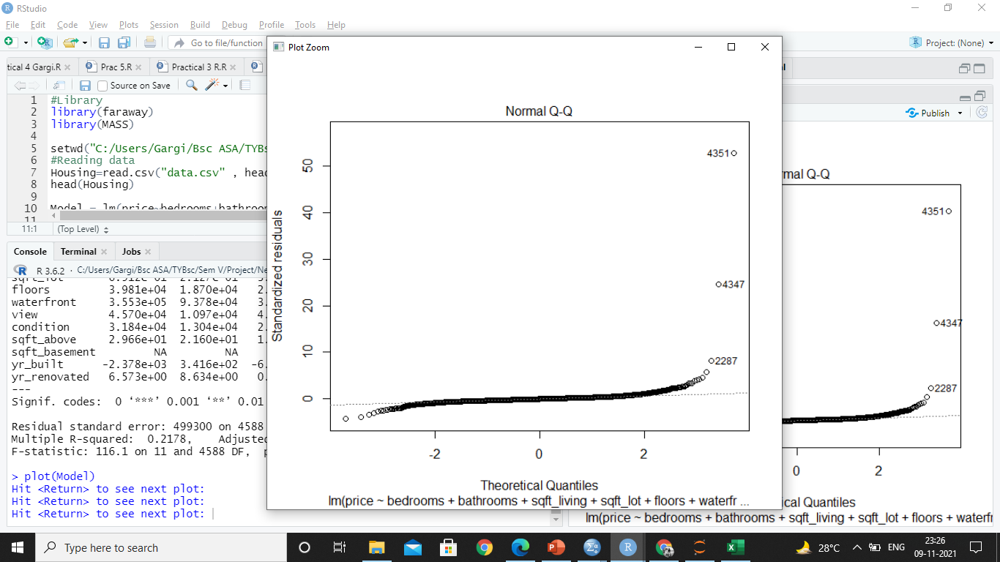 RStudio
File Edit Code View Plots Session Build Debug Profile Tools Help
Go to file/function
Project: (None)
tical 4 Gargi.R
Prac 5.R
Practical 3 R.R
Source on Save
Publish
1 #Library
2 library(faraway)
3 library(MASS)
4
5 setwd("C:/Users/Gargi/Bsc ASA/TYBs
6 #Reading data
7 Housing=read.csv("data.csv" , head
8 head(Housing)
9
10 Model = lm(price~bedrooms+bathroom
11
11:1 (Top Level)
Console Terminal Jobs
R 3.6.2 · C:/Users/Gargi/Bsc ASA/TYBsc/Sem V/Project/Ne
sqft_lot 6.912e-01 2.127e-01 3.
floors 3.981e+04 1.870e+04 2.
waterfront 3.553e+05 9.378e+04 3.
view 4.570e+04 1.097e+04 4.
condition 3.184e+04 1.304e+04 2.
sqft_above 2.966e+01 2.160e+01 1.
sqft_basement NA NA
yr_built -2.378e+03 3.416e+02 -6.
yr_renovated 6.573e+00 8.634e+00 0.
---
Signif. codes: 0 ‘***’ 0.001 ‘**’ 0.01
Residual standard error: 499300 on 4588
Multiple R-squared: 0.2178, Adjusted
F-statistic: 116.1 on 11 and 4588 DF, p
> plot(Model)
Hit <Return> to see next plot:
Hit <Return> to see next plot:
Hit <Return> to see next plot:
Plot Zoom
Normal Q-Q
Standardized residuals
50
40
30
20
10
0
4351
4347
2287
-2 0 2
Theoretical Quantiles
lm(price ~ bedrooms + bathrooms + sqft_living + sqft_lot + floors + waterfr ...
rmal Q-Q
4351
4347
2287
0 2
ical Quantiles
lm(price ~ bedrooms + bathrooms + sqft_living + sqft_lot + floors + waterfr
Type here to search
28°C
ENG
23:26
09-11-2021